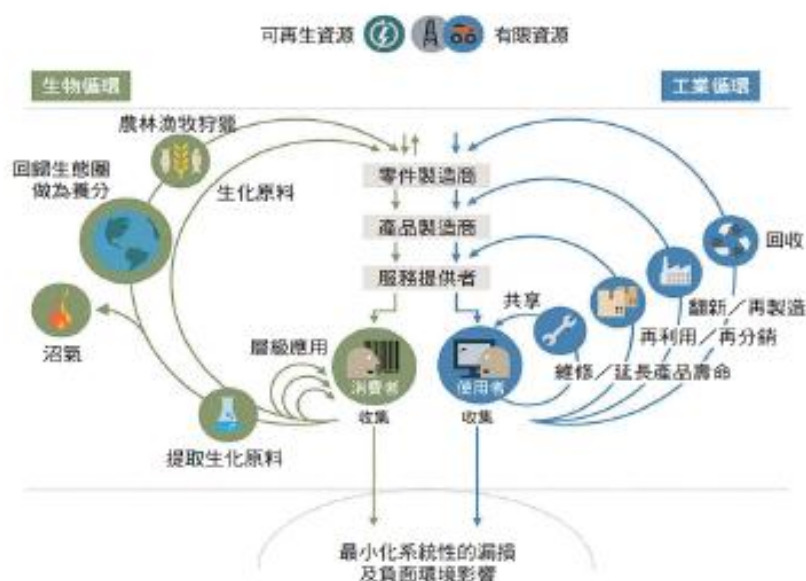 可再生資源
有限資源
生物循環
工業循環
農林漁牧狩獵
回歸生態圈
做為養分
生化原料
零件製造商
產品製造商
服務提供者
回收
翻新／再製造
共享
再利用／再分銷
維修／延長產品壽命
沼氣
層級應用
消費者
使用者
收集
收集
提取生化原料
最小化系統性的漏損
及負面環境影響